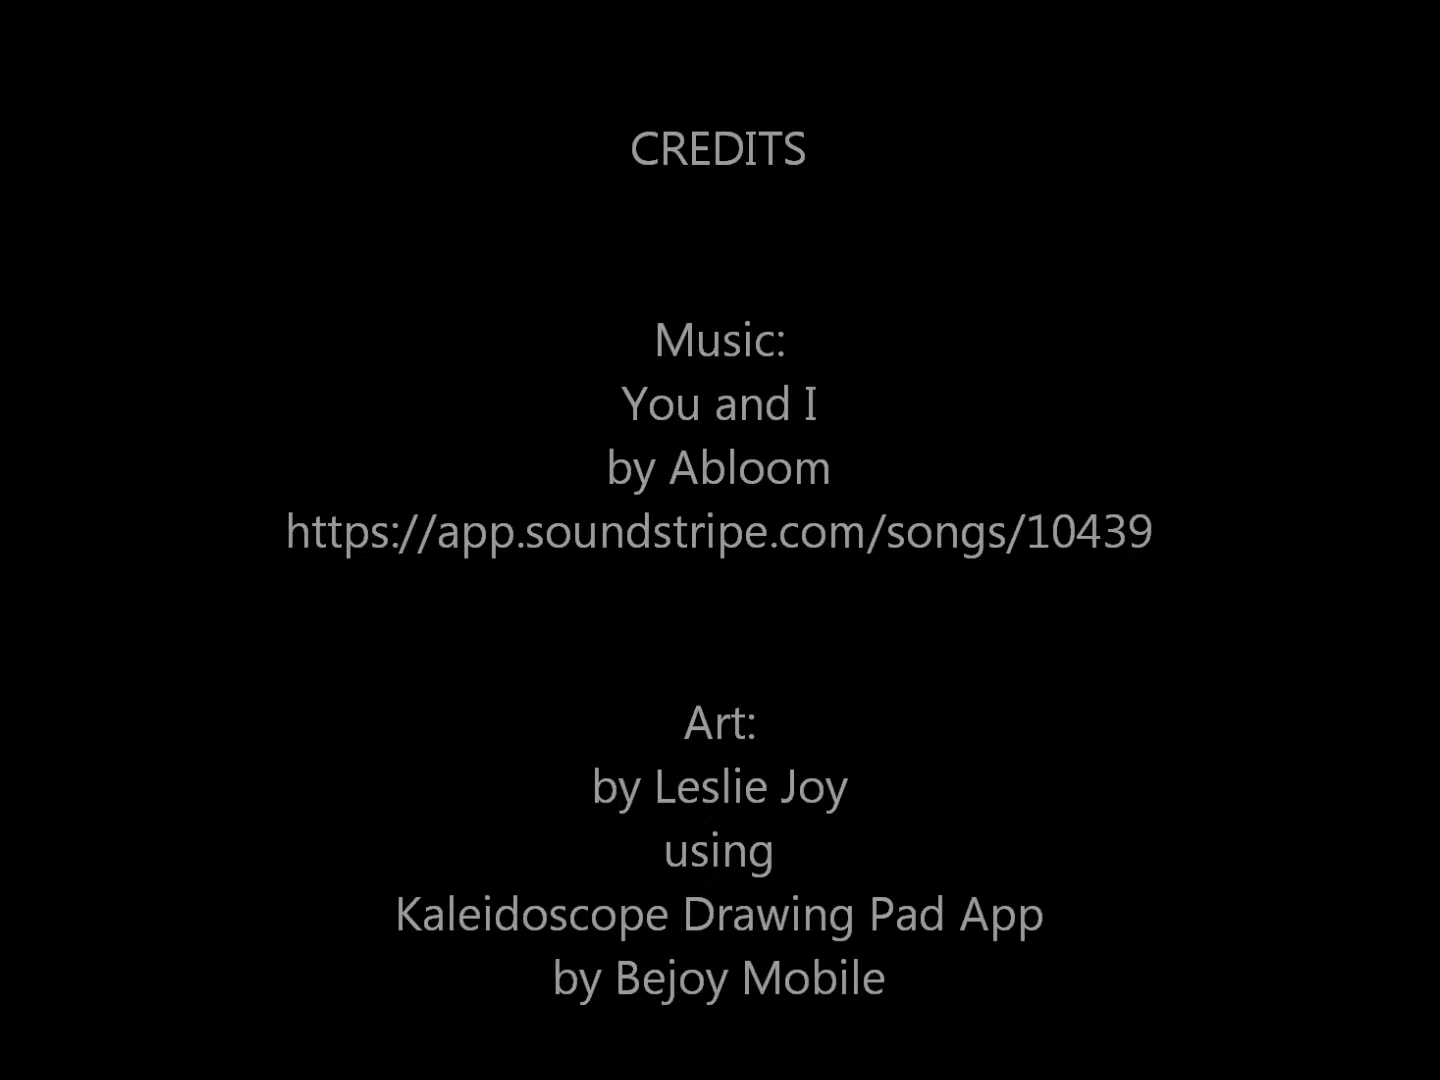 CREDITS
Music:
You and I
by Abloom
https://app.soundstripe.com/songs/10439
Art:
by Leslie Joy
using
Kaleidoscope Drawing Pad App
by Bejoy Mobile